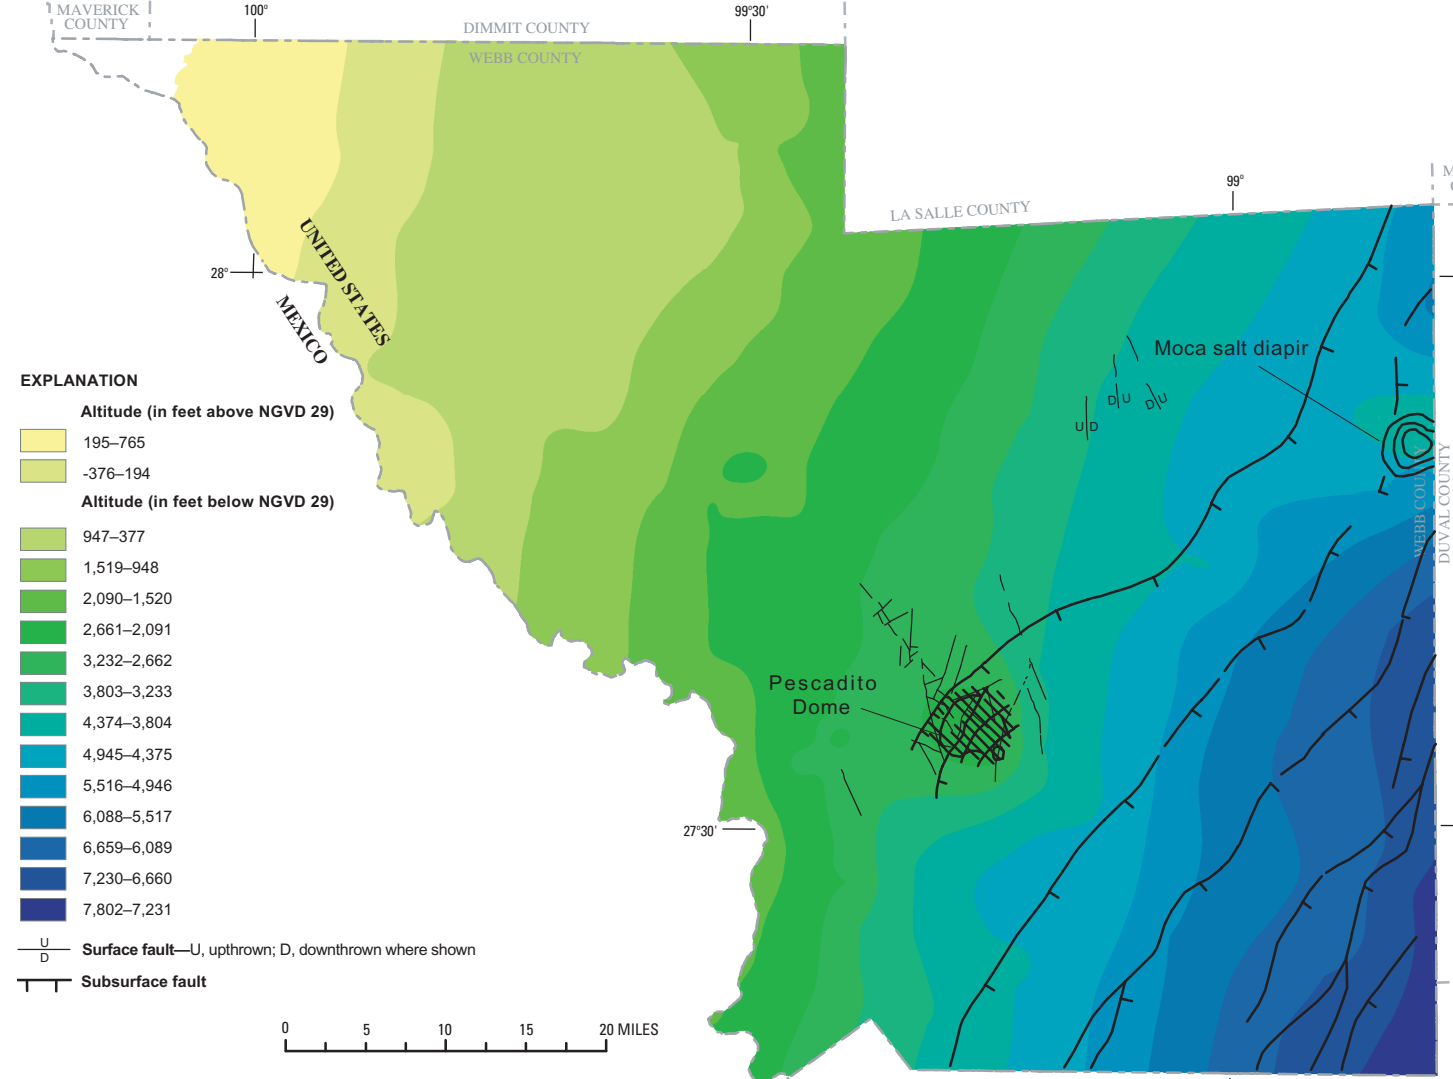 MAVERICK
COUNTY
100°
DIMMIT COUNTY
99°30'
WEBB COUNTY
99°
M
LA SALLE COUNTY
28°
UNITED STATES
MEXICO
Moca salt diapir
D U
D U
U D
WEBB COUNTY
DUVAL COUNTY
Pescadito
Dome
27°30'
EXPLANATION
Altitude (in feet above NGVD 29)
195–765
-376–194
Altitude (in feet below NGVD 29)
947–377
1,519–948
2,090–1,520
2,661–2,091
3,232–2,662
3,803–3,233
4,374–3,804
4,945–4,375
5,516–4,946
6,088–5,517
6,659–6,089
7,230–6,660
7,802–7,231
U
D
Surface fault—U, upthrown; D, downthrown where shown
Subsurface fault
0 5 10 15 20 MILES